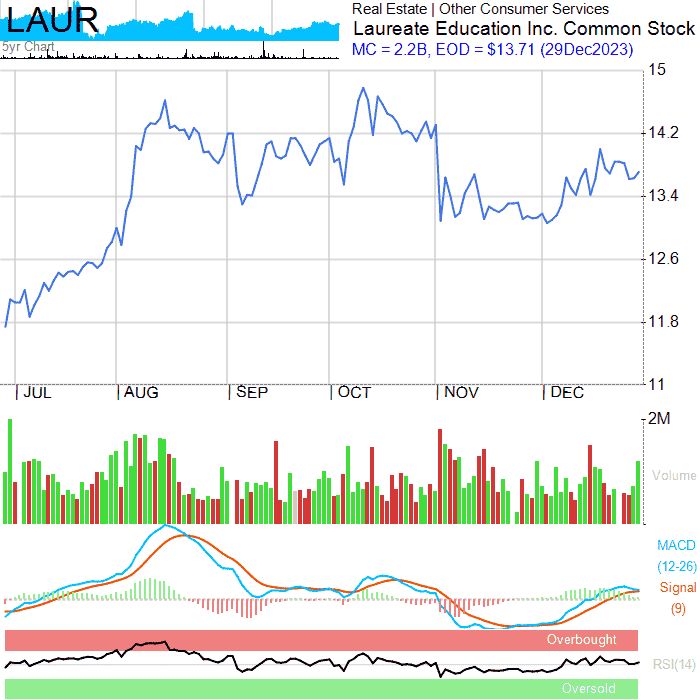 LAUR
5yr Chart
Real Estate | Other Consumer Services
Laureate Education Inc. Common Stock
MC = 2.2B, EOD = $13.71 (29Dec2023)
15
14.2
13.4
12.6
11.8
11
JUL AUG SEP OCT NOV DEC
2M
Volume
MACD
(12-26)
Signal
(9)
Overbought
RSI(14)
Oversold